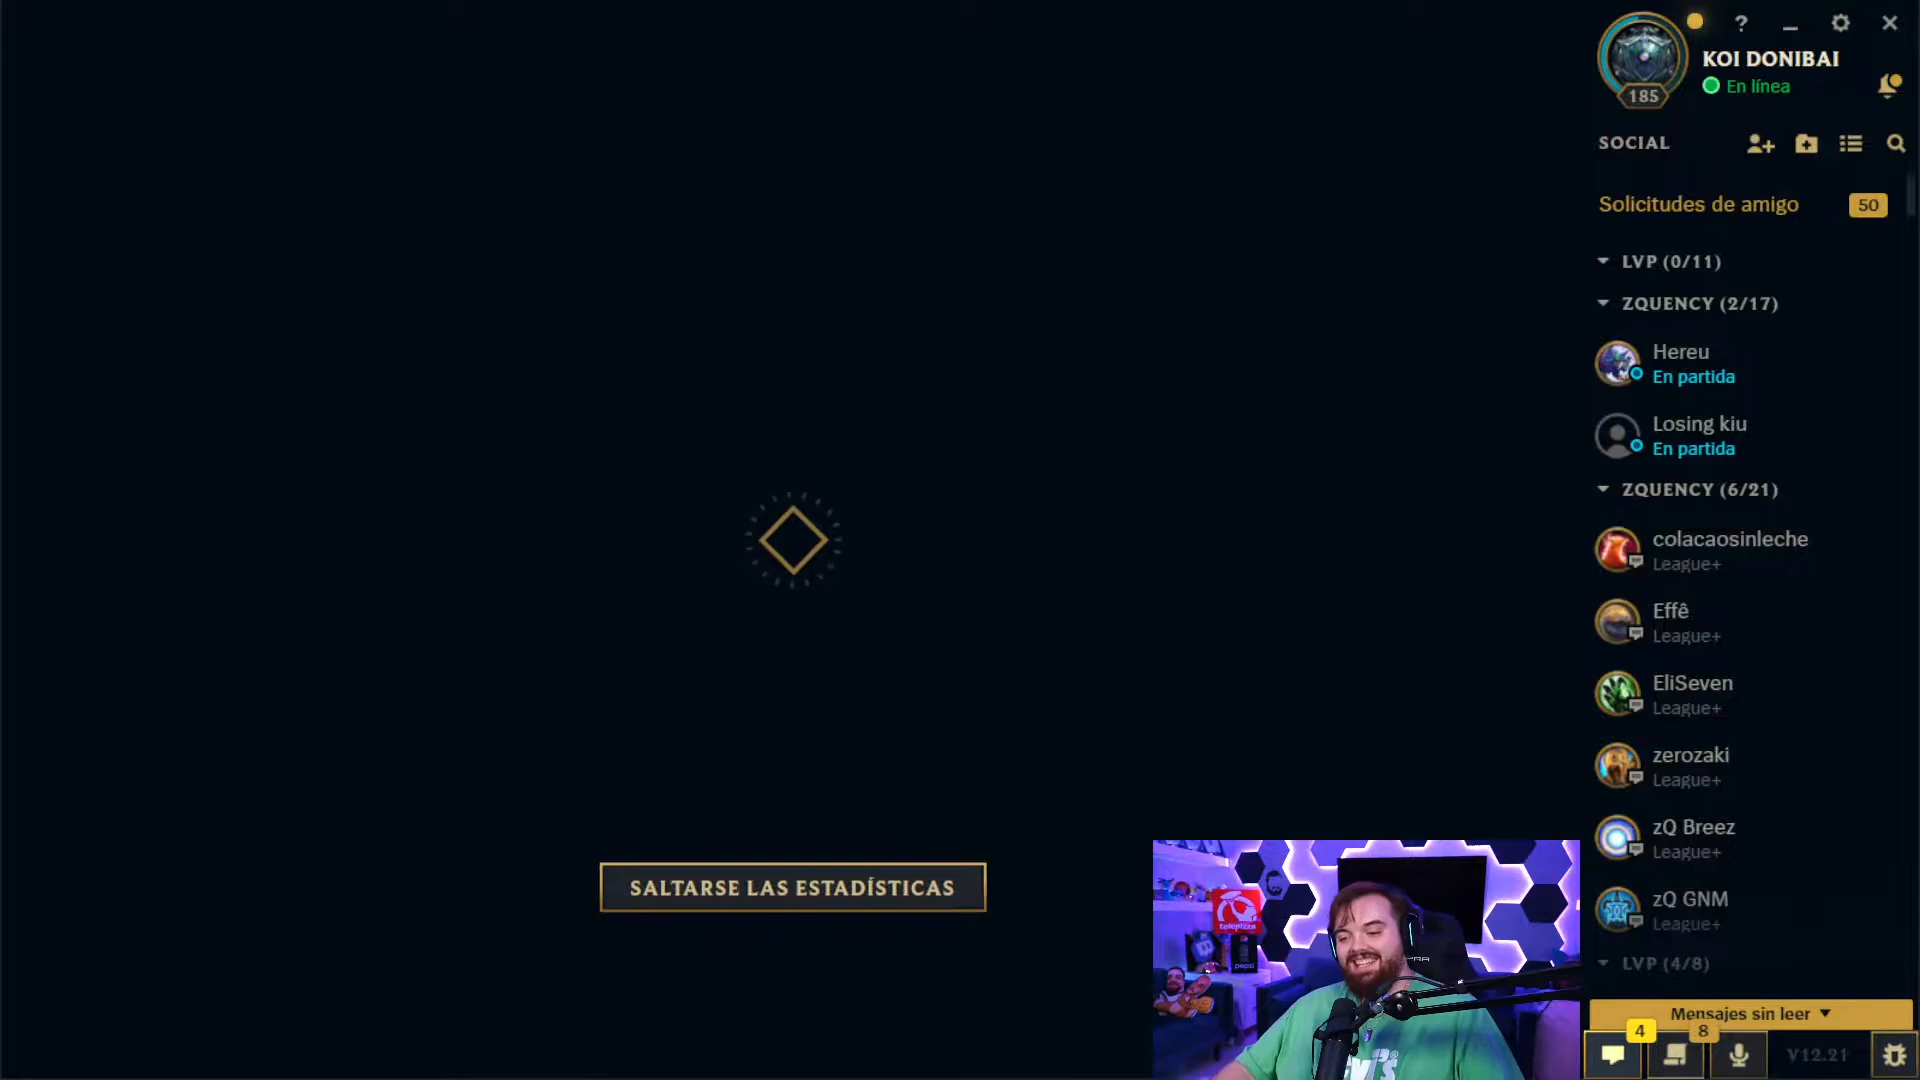 KOI DONIBAI
En línea
185
SOCIAL
Solicitudes de amigo
50
LVP (0/11)
ZQUENCY (2/17)
Hereu
En partida
Losing kiu
En partida
ZQUENCY (6/21)
colacaosinleche
League+
Effê
League+
EliSeven
League+
zerozaki
League+
zQ Breez
League+
zQ GNM
League+
LVP (4/8)
SALTARSE LAS ESTADÍSTICAS
telepizza
pepsi
Mensajes sin leer
4
8
V12.21